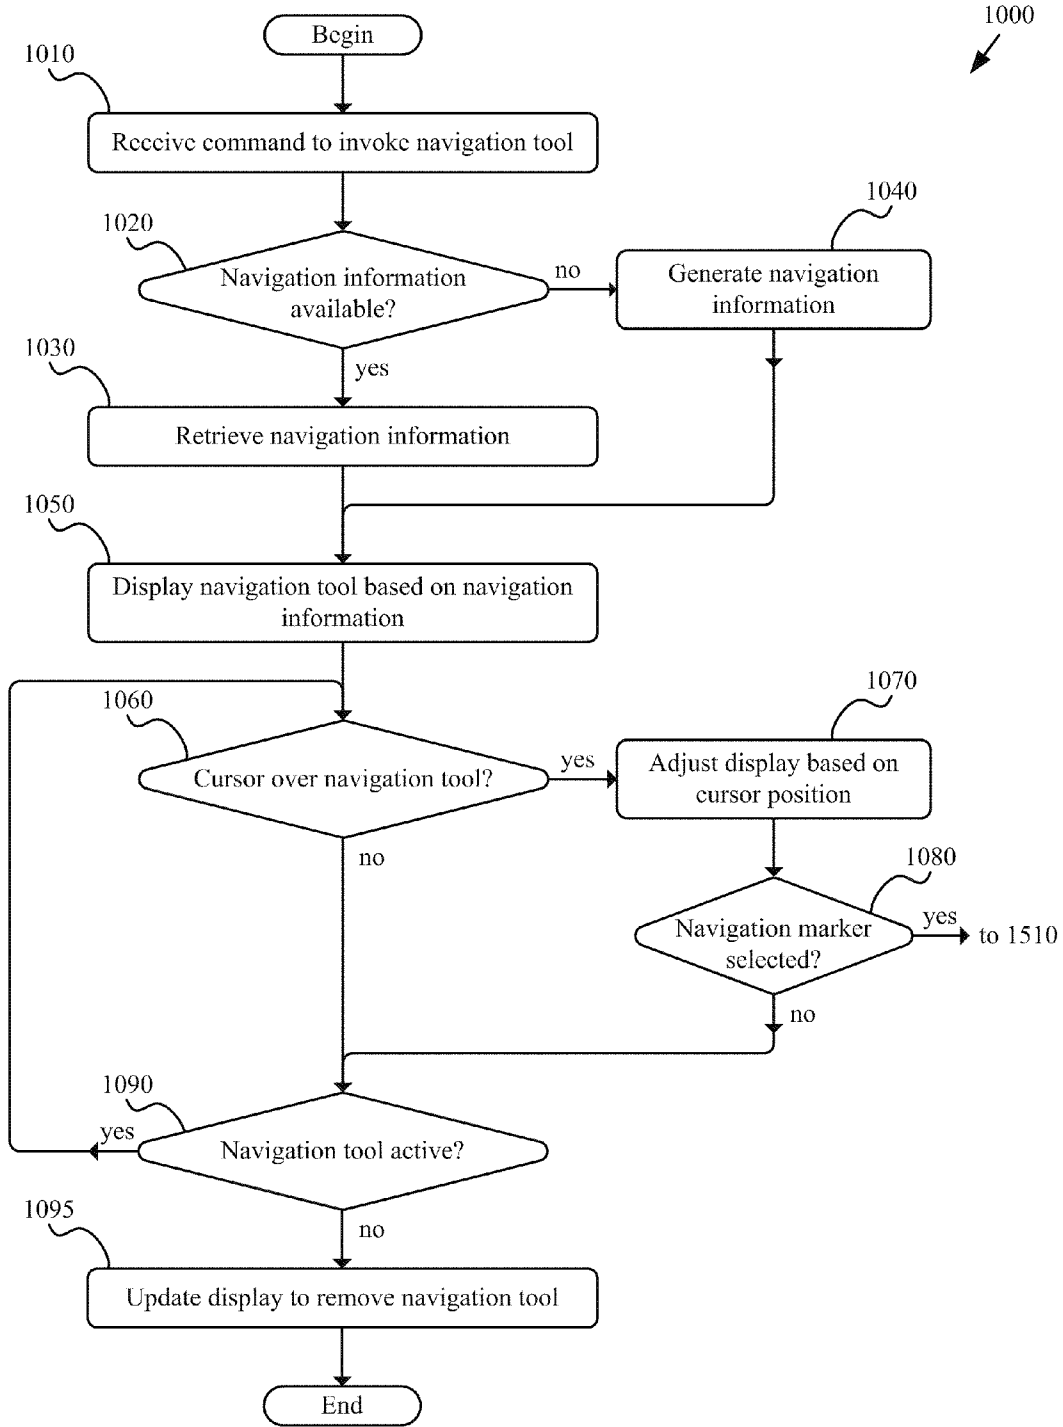 1000
Begin
1010
Receive command to invoke navigation tool
1020
Navigation information
available?
no
1040
Generate navigation
information
yes
1030
Retrieve navigation information
1050
Display navigation tool based on navigation
information
1060
Cursor over navigation tool?
yes
1070
Adjust display based on
cursor position
no
1080
Navigation marker
selected?
yes
to 1510
no
1090
Navigation tool active?
yes
no
1095
Update display to remove navigation tool
End